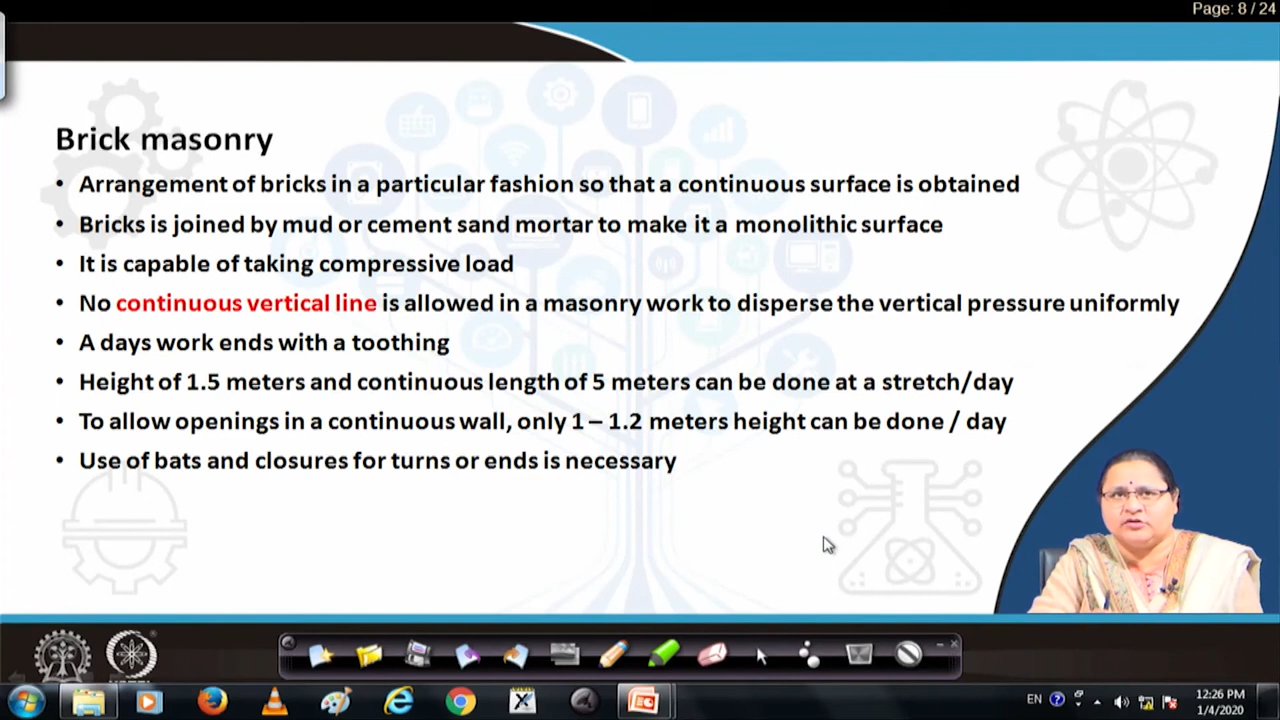 Page: 8 / 24
Brick masonry
• Arrangement of bricks in a particular fashion so that a continuous surface is obtained
• Bricks is joined by mud or cement sand mortar to make it a monolithic surface
• It is capable of taking compressive load
• No continuous vertical line is allowed in a masonry work to disperse the vertical pressure uniformly
• A days work ends with a toothing
• Height of 1.5 meters and continuous length of 5 meters can be done at a stretch/day
• To allow openings in a continuous wall, only 1 – 1.2 meters height can be done / day
• Use of bats and closures for turns or ends is necessary
EN
12:26 PM
1/4/2020